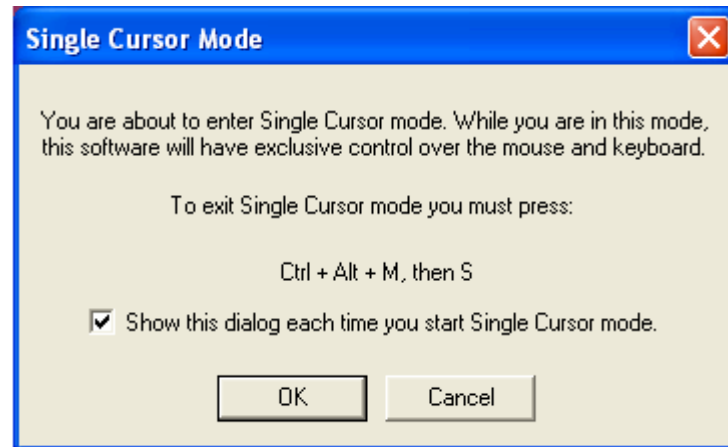 Single Cursor Mode
You are about to enter Single Cursor mode. While you are in this mode,
this software will have exclusive control over the mouse and keyboard.
To exit Single Cursor mode you must press:
Ctrl + Alt + M, then S
Show this dialog each time you start Single Cursor mode.
OK Cancel